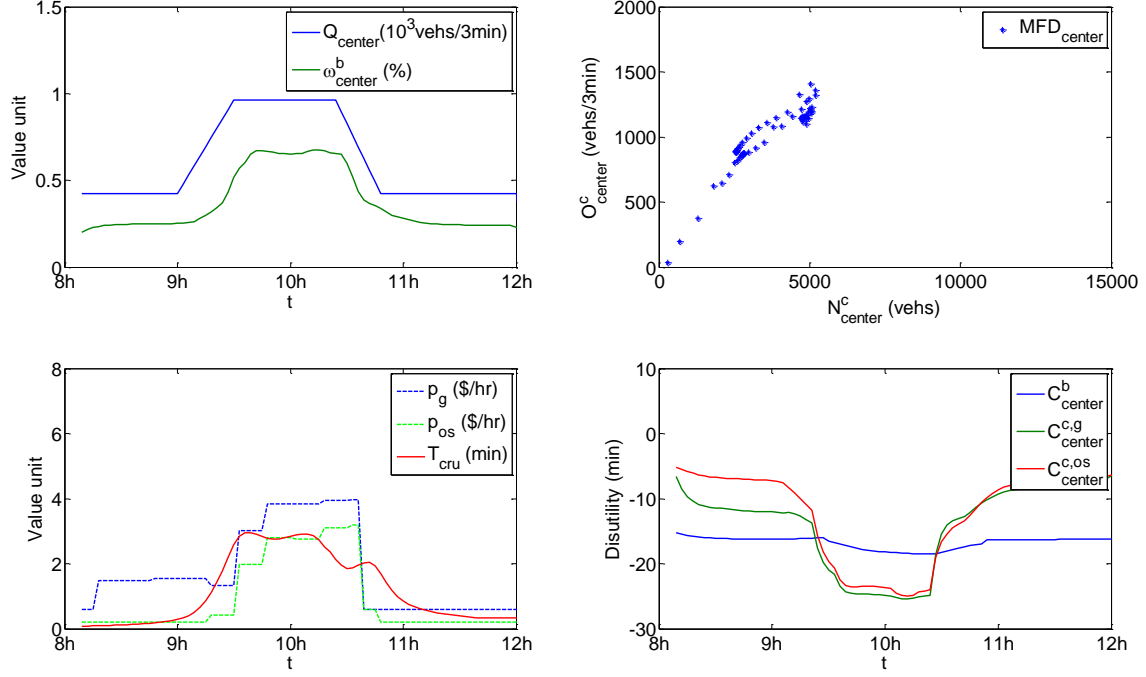 1.5
1
0.5
0
Value unit
8h 9h 10h 11h 12h
t
Q_center(10^3vehs/3min)
ω^b_center (%)
2000
1500
1000
500
0
O^c_center (vehs/3min)
0 5000 10000 15000
N^c_center (vehs)
MFD_center
8
6
4
2
0
Value unit
8h 9h 10h 11h 12h
t
p_g ($/hr)
p_os ($/hr)
T_cru (min)
10
0
-10
-20
-30
Disutility (min)
8h 9h 10h 11h 12h
t
C^b_center
C^c,g_center
C^c,os_center